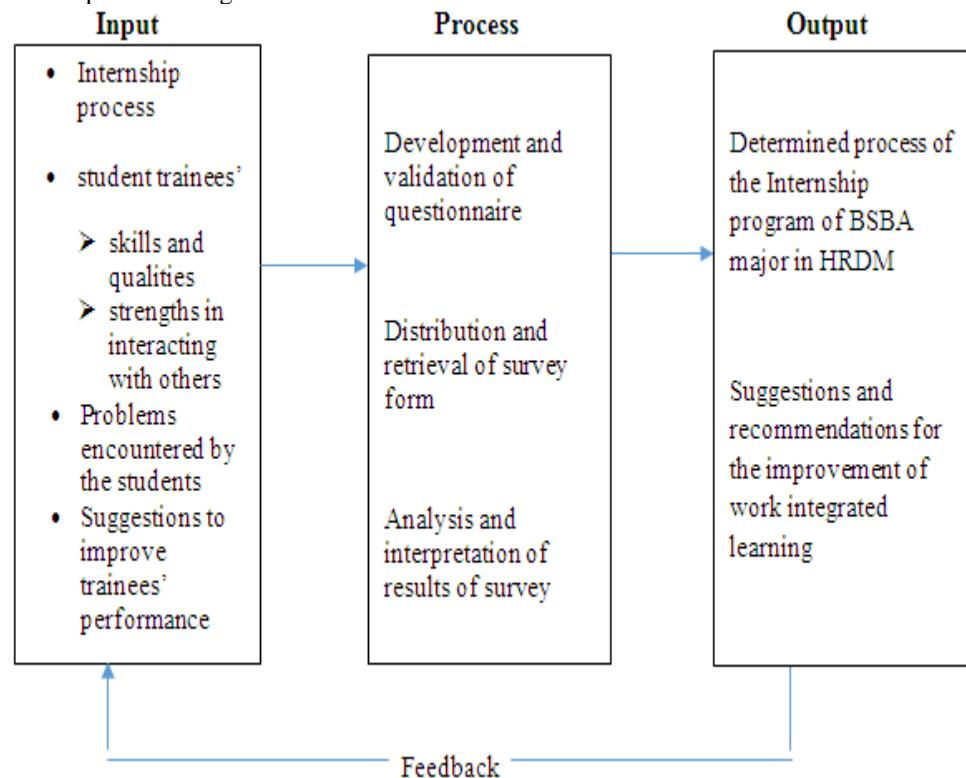 Input
Process
Output
• Internship
process
• student trainees’
➢ skills and
qualities
➢ strengths in
interacting
with others
• Problems
encountered by
the students
• Suggestions to
improve
trainees’
performance
Development and
validation of
questionnaire
Distribution and
retrieval of survey
form
Analysis and
interpretation of
results of survey
Determined process of
the Internship
program of BSBA
major in HRDM
Suggestions and
recommendations for
the improvement of
work integrated
learning
Feedback